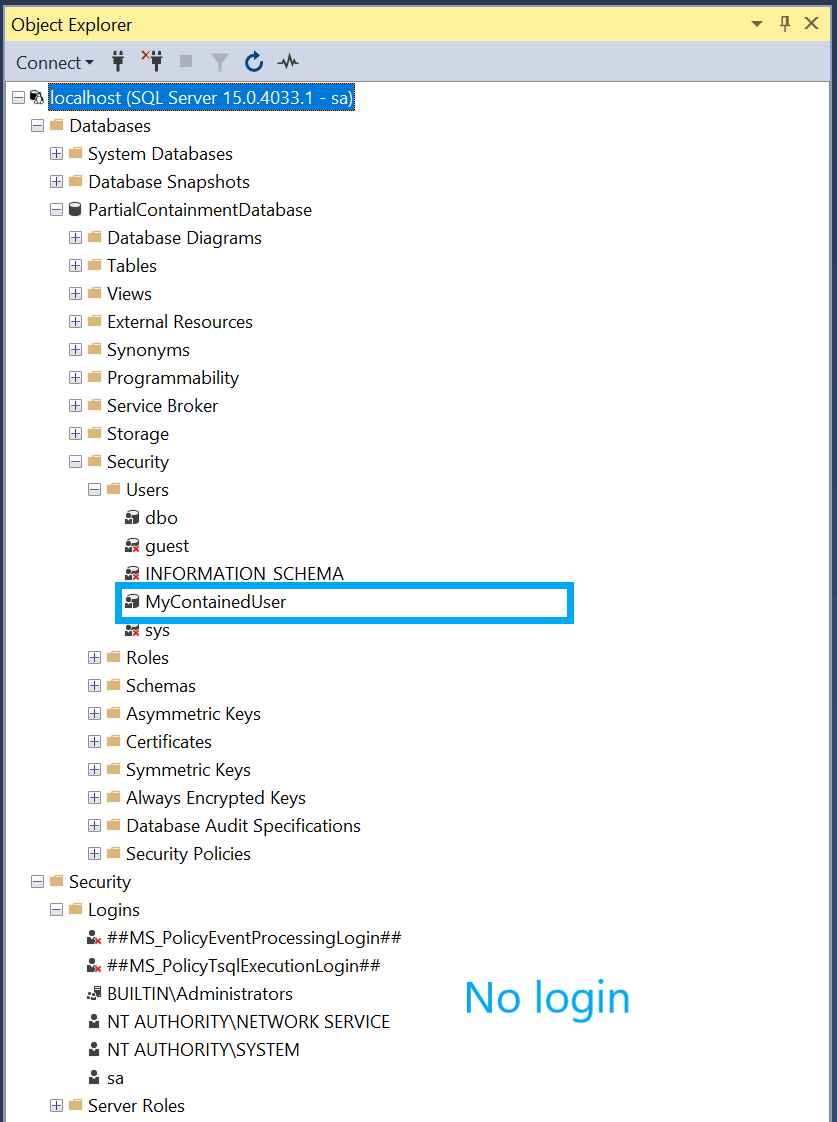 Object Explorer
Connect
localhost (SQL Server 15.0.4033.1 - sa)
Databases
System Databases
Database Snapshots
PartialContainmentDatabase
Database Diagrams
Tables
Views
External Resources
Synonyms
Programmability
Service Broker
Storage
Security
Users
dbo
guest
INFORMATION_SCHEMA
MyContainedUser
sys
Roles
Schemas
Asymmetric Keys
Certificates
Symmetric Keys
Always Encrypted Keys
Database Audit Specifications
Security Policies
Security
Logins
##MS_PolicyEventProcessingLogin##
##MS_PolicyTsqlExecutionLogin##
BUILTIN\Administrators
No login
NT AUTHORITY\NETWORK SERVICE
NT AUTHORITY\SYSTEM
sa
Server Roles